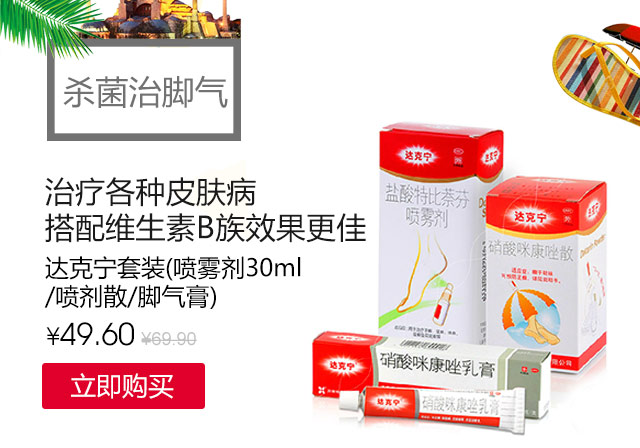 杀菌治脚气
治疗各种皮肤病
搭配维生素B族效果更佳
达克宁套装(喷雾剂30ml
/喷剂散/脚气膏)
¥49.60 ¥69.90
立即购买
达克宁
盐酸特比萘芬
喷雾剂
达克宁
达克宁
硝酸咪康唑散
硝酸咪康唑乳膏
达克宁
硝酸咪康唑乳膏